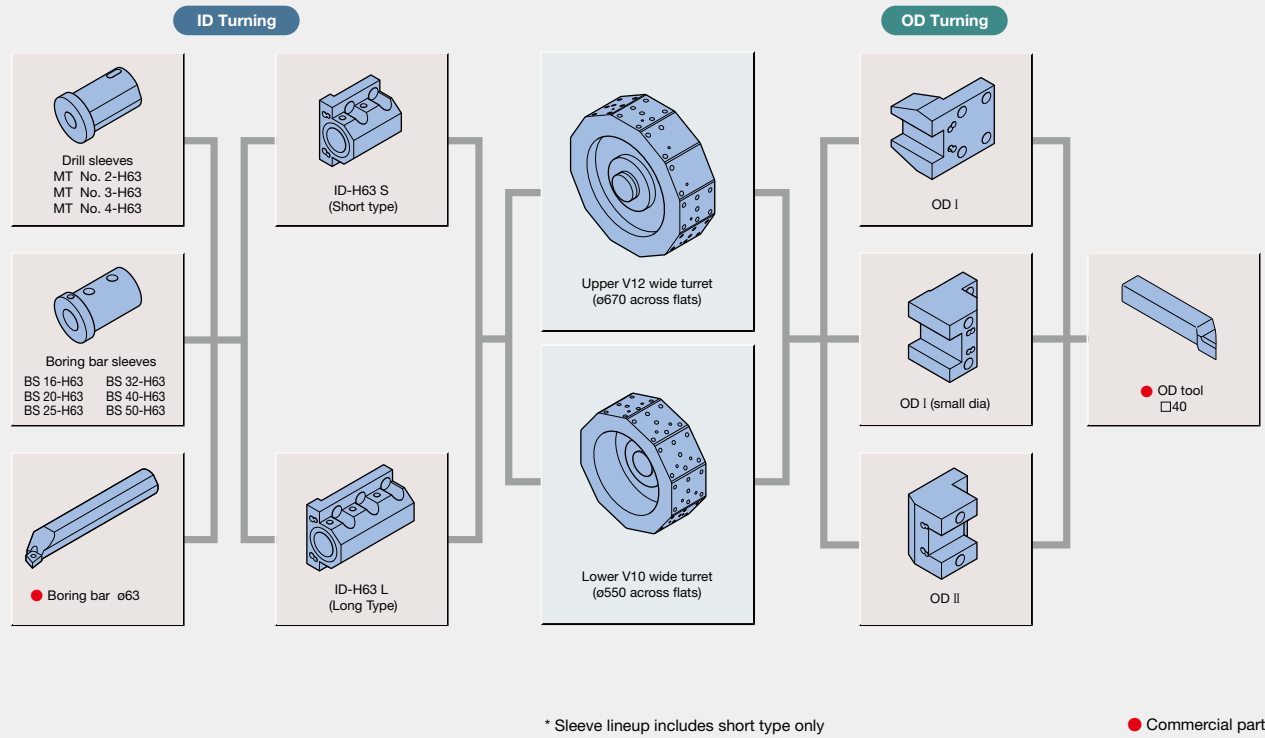 ID Turning
OD Turning
Drill sleeves
MT No. 2-H63
MT No. 3-H63
MT No. 4-H63
ID-H63 S
(Short type)
Upper V12 wide turret
(ø670 across flats)
OD Ⅰ
Boring bar sleeves
BS 16-H63 BS 32-H63
BS 20-H63 BS 40-H63
BS 25-H63 BS 50-H63
OD Ⅰ (small dia)
● OD tool
□40
● Boring bar ø63
ID-H63 L
(Long Type)
Lower V10 wide turret
(ø550 across flats)
OD Ⅱ
* Sleeve lineup includes short type only
● Commercial part